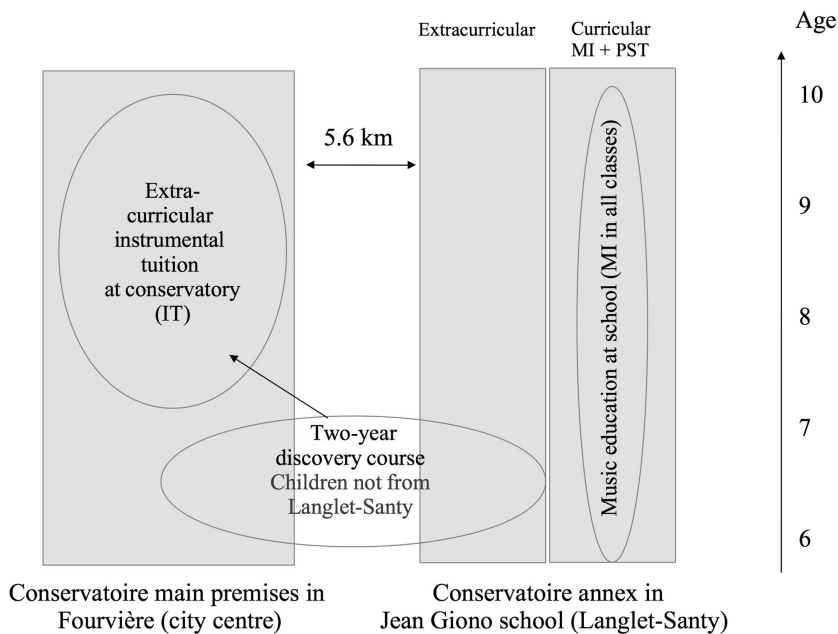 Extracurricular
Curricular
MI + PST
Age
10
9
8
7
6
5.6 km
Extra-
curricular
instrumental
tuition
at conservatory
(IT)
Music education at school (MI in all classes)
Two-year
discovery course
Children not from
Langlet-Santy
Conservatoire main premises in
Fourvière (city centre)
Conservatoire annex in
Jean Giono school (Langlet-Santy)